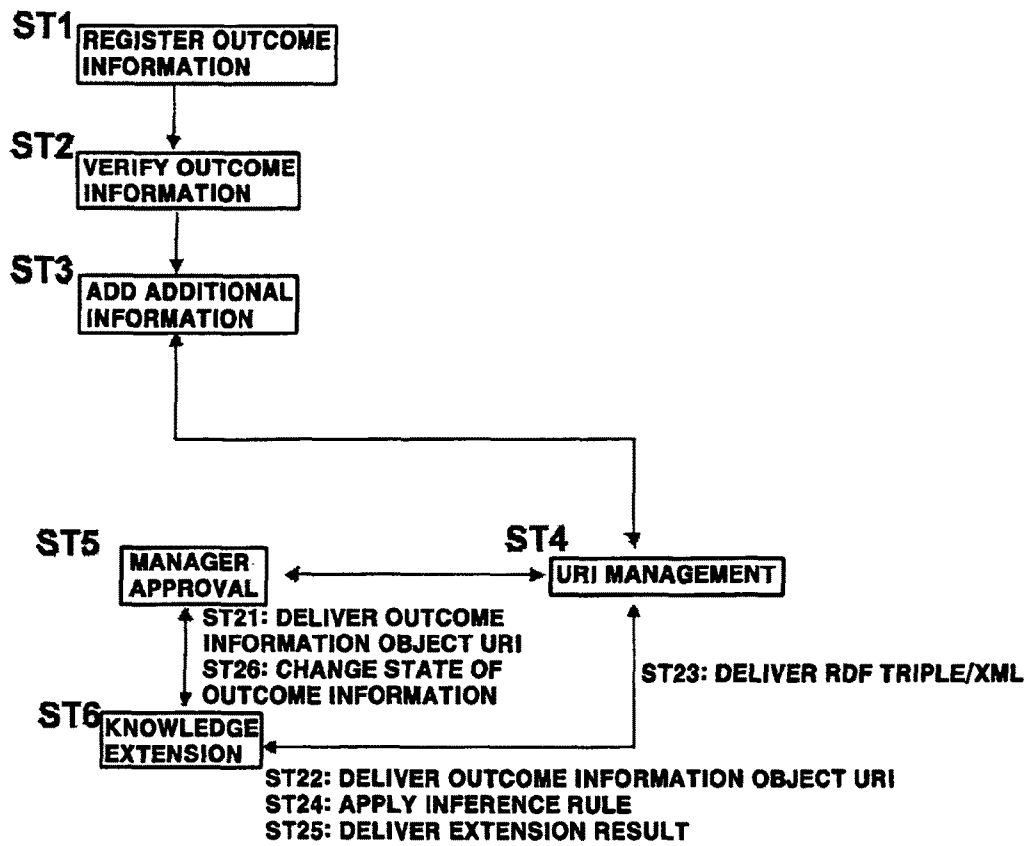 ST1
REGISTER OUTCOME
INFORMATION
ST2
VERIFY OUTCOME
INFORMATION
ST3
ADD ADDITIONAL
INFORMATION
ST5
MANAGER
APPROVAL
ST4
URI MANAGEMENT
ST21: DELIVER OUTCOME
INFORMATION OBJECT URI
ST26: CHANGE STATE OF
OUTCOME INFORMATION
ST23: DELIVER RDF TRIPLE/XML
ST6
KNOWLEDGE
EXTENSION
ST22: DELIVER OUTCOME INFORMATION OBJECT URI
ST24: APPLY INFERENCE RULE
ST25: DELIVER EXTENSION RESULT